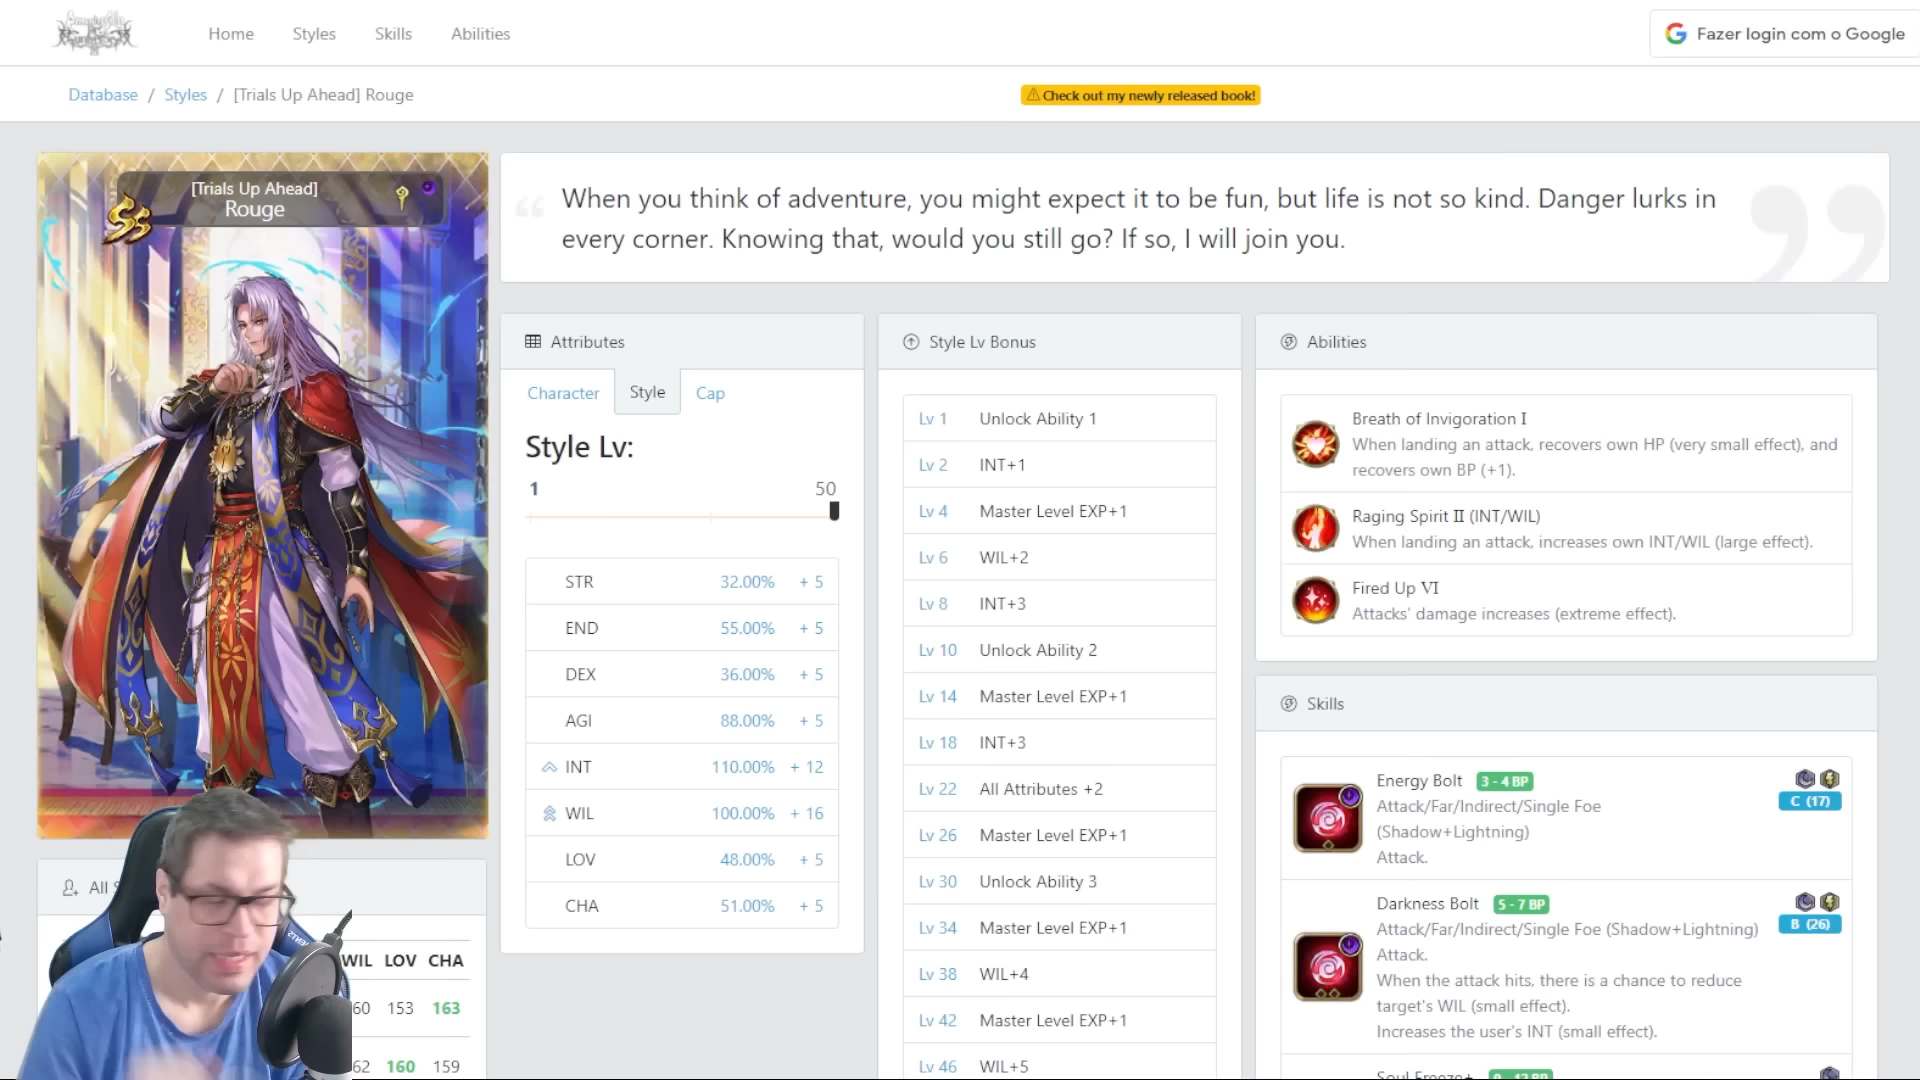 Home
Styles
Skills
Abilities
Fazer login com o Google
Database / Styles / [Trials Up Ahead] Rouge
Check out my newly released book!
SS
[Trials Up Ahead]
Rouge
When you think of adventure, you might expect it to be fun, but life is not so kind. Danger lurks in
every corner. Knowing that, would you still go? If so, I will join you.
Attributes
Character
Style
Cap
Style Lv:
1
50
STR 32.00% + 5
END 55.00% + 5
DEX 36.00% + 5
AGI 88.00% + 5
INT 110.00% + 12
WIL 100.00% + 16
LOV 48.00% + 5
CHA 51.00% + 5
Style Lv Bonus
Lv 1 Unlock Ability 1
Lv 2 INT+1
Lv 4 Master Level EXP+1
Lv 6 WIL+2
Lv 8 INT+3
Lv 10 Unlock Ability 2
Lv 14 Master Level EXP+1
Lv 18 INT+3
Lv 22 All Attributes +2
Lv 26 Master Level EXP+1
Lv 30 Unlock Ability 3
Lv 34 Master Level EXP+1
Lv 38 WIL+4
Lv 42 Master Level EXP+1
Lv 46 WIL+5
Abilities
Breath of Invigoration Ⅰ
When landing an attack, recovers own HP (very small effect), and
recovers own BP (+1).
Raging Spirit Ⅱ (INT/WIL)
When landing an attack, increases own INT/WIL (large effect).
Fired Up Ⅵ
Attacks' damage increases (extreme effect).
Skills
Energy Bolt 3 - 4 BP
C (17)
Attack/Far/Indirect/Single Foe
(Shadow+Lightning)
Attack.
Darkness Bolt 5 - 7 BP
B (26)
Attack/Far/Indirect/Single Foe (Shadow+Lightning)
Attack.
When the attack hits, there is a chance to reduce
target's WIL (small effect).
Increases the user's INT (small effect).
Soul Freeze+ 9 - 12 BP
All
WIL LOV CHA
60 153 163
62 160 159